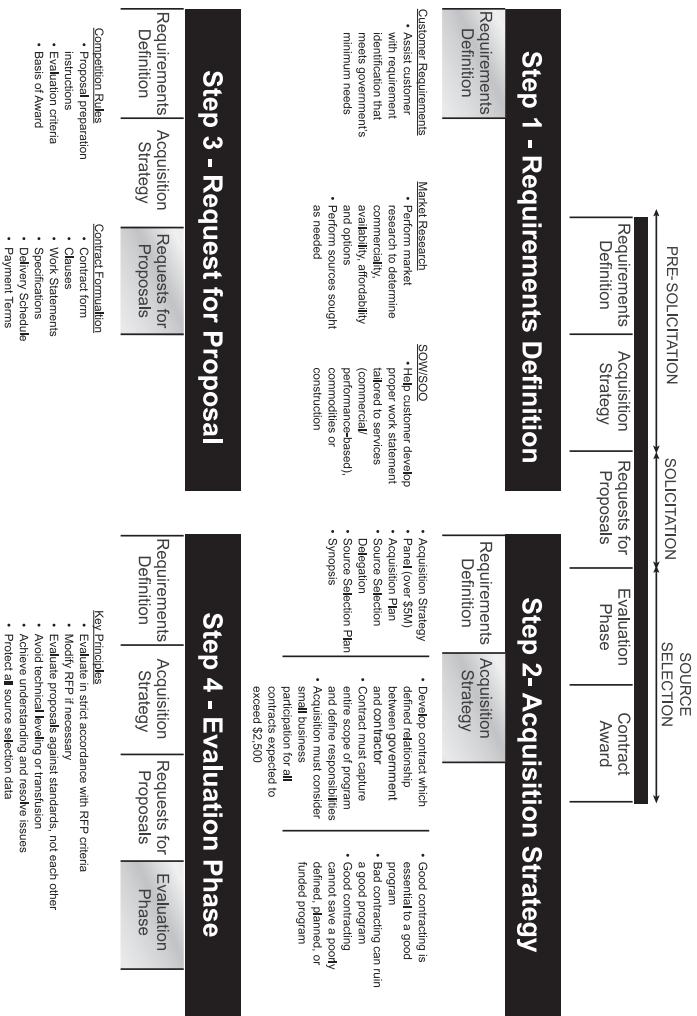 PRE-SOLICITATION
SOLICITATION
SOURCE
SELECTION
Requirements
Definition
Acquisition
Strategy
Requests for
Proposals
Evaluation
Phase
Contract
Award
Step 1 - Requirements Definition
Requirements
Definition
Customer Requirements
• Assist customer
with requirement
identification that
meets government's
minimum needs
Market Research
• Perform market
research to determine
commerciality,
availability, affordability
and options
• Perform sources sought
as needed
SOW/SOO
• Help customer develop
proper work statement
tailored to services
(commercial/
performance-based),
commodities or
construction
Step 2- Acquisition Strategy
Requirements
Definition
Acquisition
Strategy
• Acquisition Strategy
• Panel (over $5M)
• Acquisition Plan
• Source Selection
Delegation
• Source Selection Plan
• Synopsis
• Develop contract which
defined relationship
between government
and contractor
• Contract must capture
entire scope of program
and define responsibilities
• Acquisition must consider
small business
participation for all
contracts expected to
exceed $2,500
• Good contracting is
essential to a good
program
• Bad contracting can ruin
a good program
• Good contracting
cannot save a poorly
defined, planned, or
funded program
Step 3 - Request for Proposal
Requirements
Definition
Acquisition
Strategy
Requests for
Proposals
Competition Rules
• Proposal preparation
instructions
• Evaluation criteria
• Basis of Award
Contract Formualtion
• Contract form
• Clauses
• Work Statements
• Specifications
• Delivery Schedule
• Payment Terms
Step 4 - Evaluation Phase
Requirements
Definition
Acquisition
Strategy
Requests for
Proposals
Evaluation
Phase
Key Principles
• Evaluate in strict accordance with RFP criteria
• Modify RFP if necessary
• Evaluate proposals against standards, not each other
• Avoid technical leveling or transfusion
• Achieve understanding and resolve issues
• Protect all source selection data